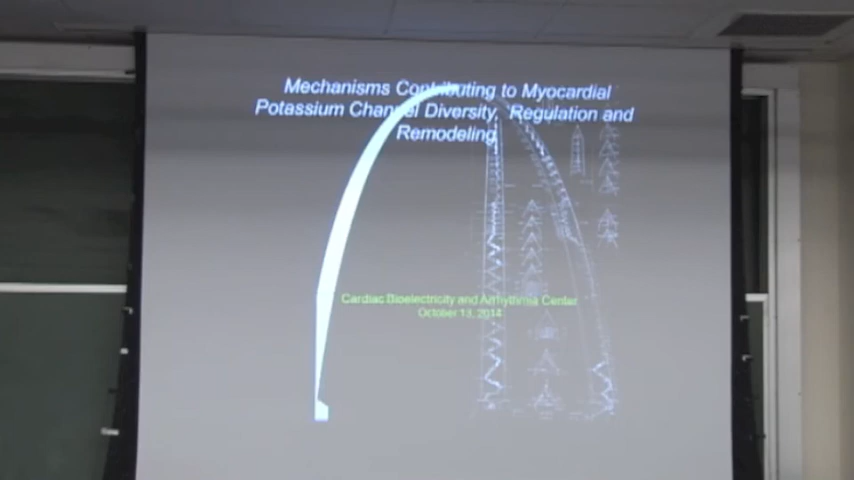 Mechanisms Contributing to Myocardial
Potassium Channel Diversity, Regulation and
Remodeling
Cardiac Bioelectricity and Arrhythmia Center
October 13, 2014